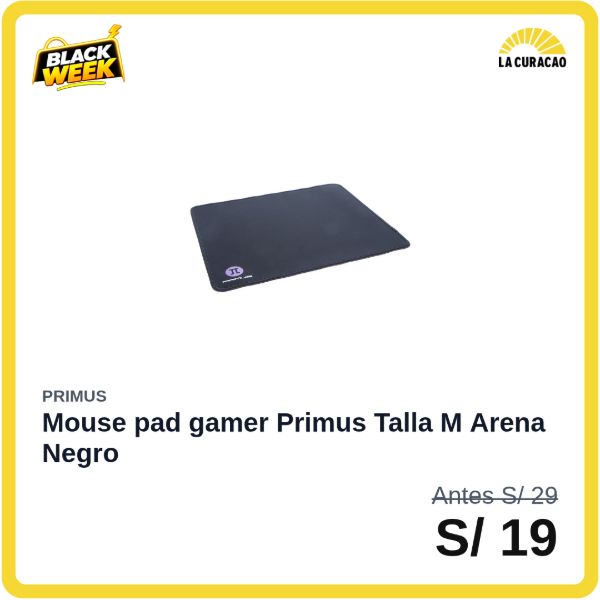 BLACK
WEEK
LA CURACAO
PRIMUS
Mouse pad gamer Primus Talla M Arena
Negro
Antes S/ 29
S/ 19